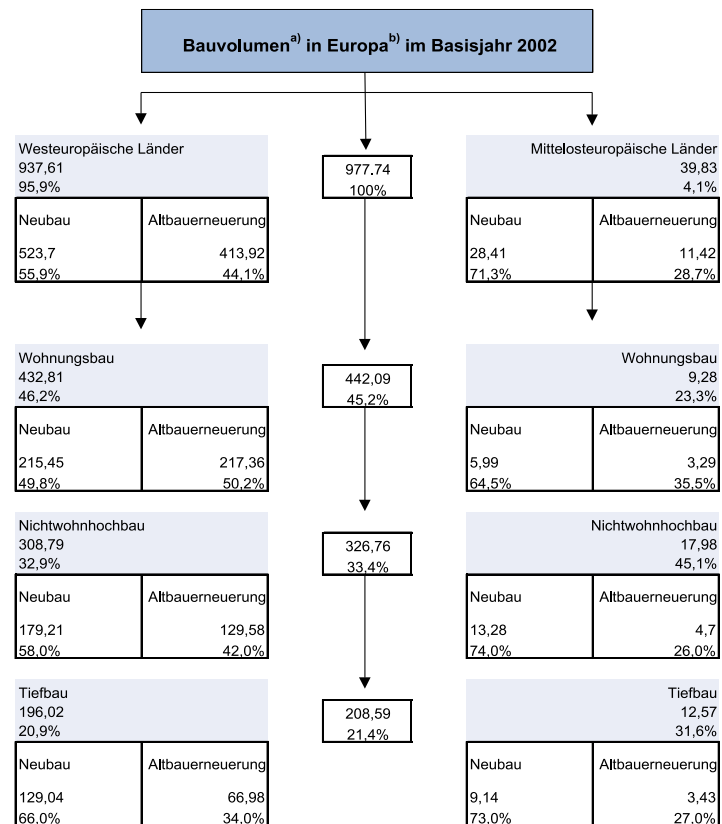 Bauvolumen a) in Europa b) im Basisjahr 2002
Westeuropäische Länder
937,61
95,9%
Neubau Altbauerneuerung
523,7 413,92
55,9% 44,1%
977.74
100%
Mittelosteuropäische Länder
39,83
4,1%
Neubau Altbauerneuerung
28,41 11,42
71,3% 28,7%
Wohnungsbau
432,81
46,2%
Neubau Altbauerneuerung
215,45 217,36
49,8% 50,2%
442,09
45,2%
Wohnungsbau
9,28
23,3%
Neubau Altbauerneuerung
5,99 3,29
64,5% 35,5%
Nichtwohnhochbau
308,79
32,9%
Neubau Altbauerneuerung
179,21 129,58
58,0% 42,0%
326,76
33,4%
Nichtwohnhochbau
17,98
45,1%
Neubau Altbauerneuerung
13,28 4,7
74,0% 26,0%
Tiefbau
196,02
20,9%
Neubau Altbauerneuerung
129,04 66,98
66,0% 34,0%
208,59
21,4%
Tiefbau
12,57
31,6%
Neubau Altbauerneuerung
9,14 3,43
73,0% 27,0%